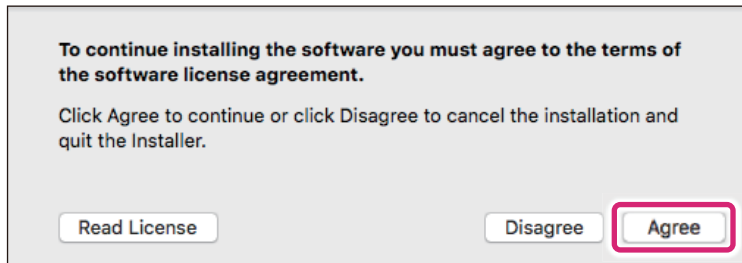 To continue installing the software you must agree to the terms of
the software license agreement.
Click Agree to continue or click Disagree to cancel the installation and
quit the Installer.
Read License
Disagree
Agree